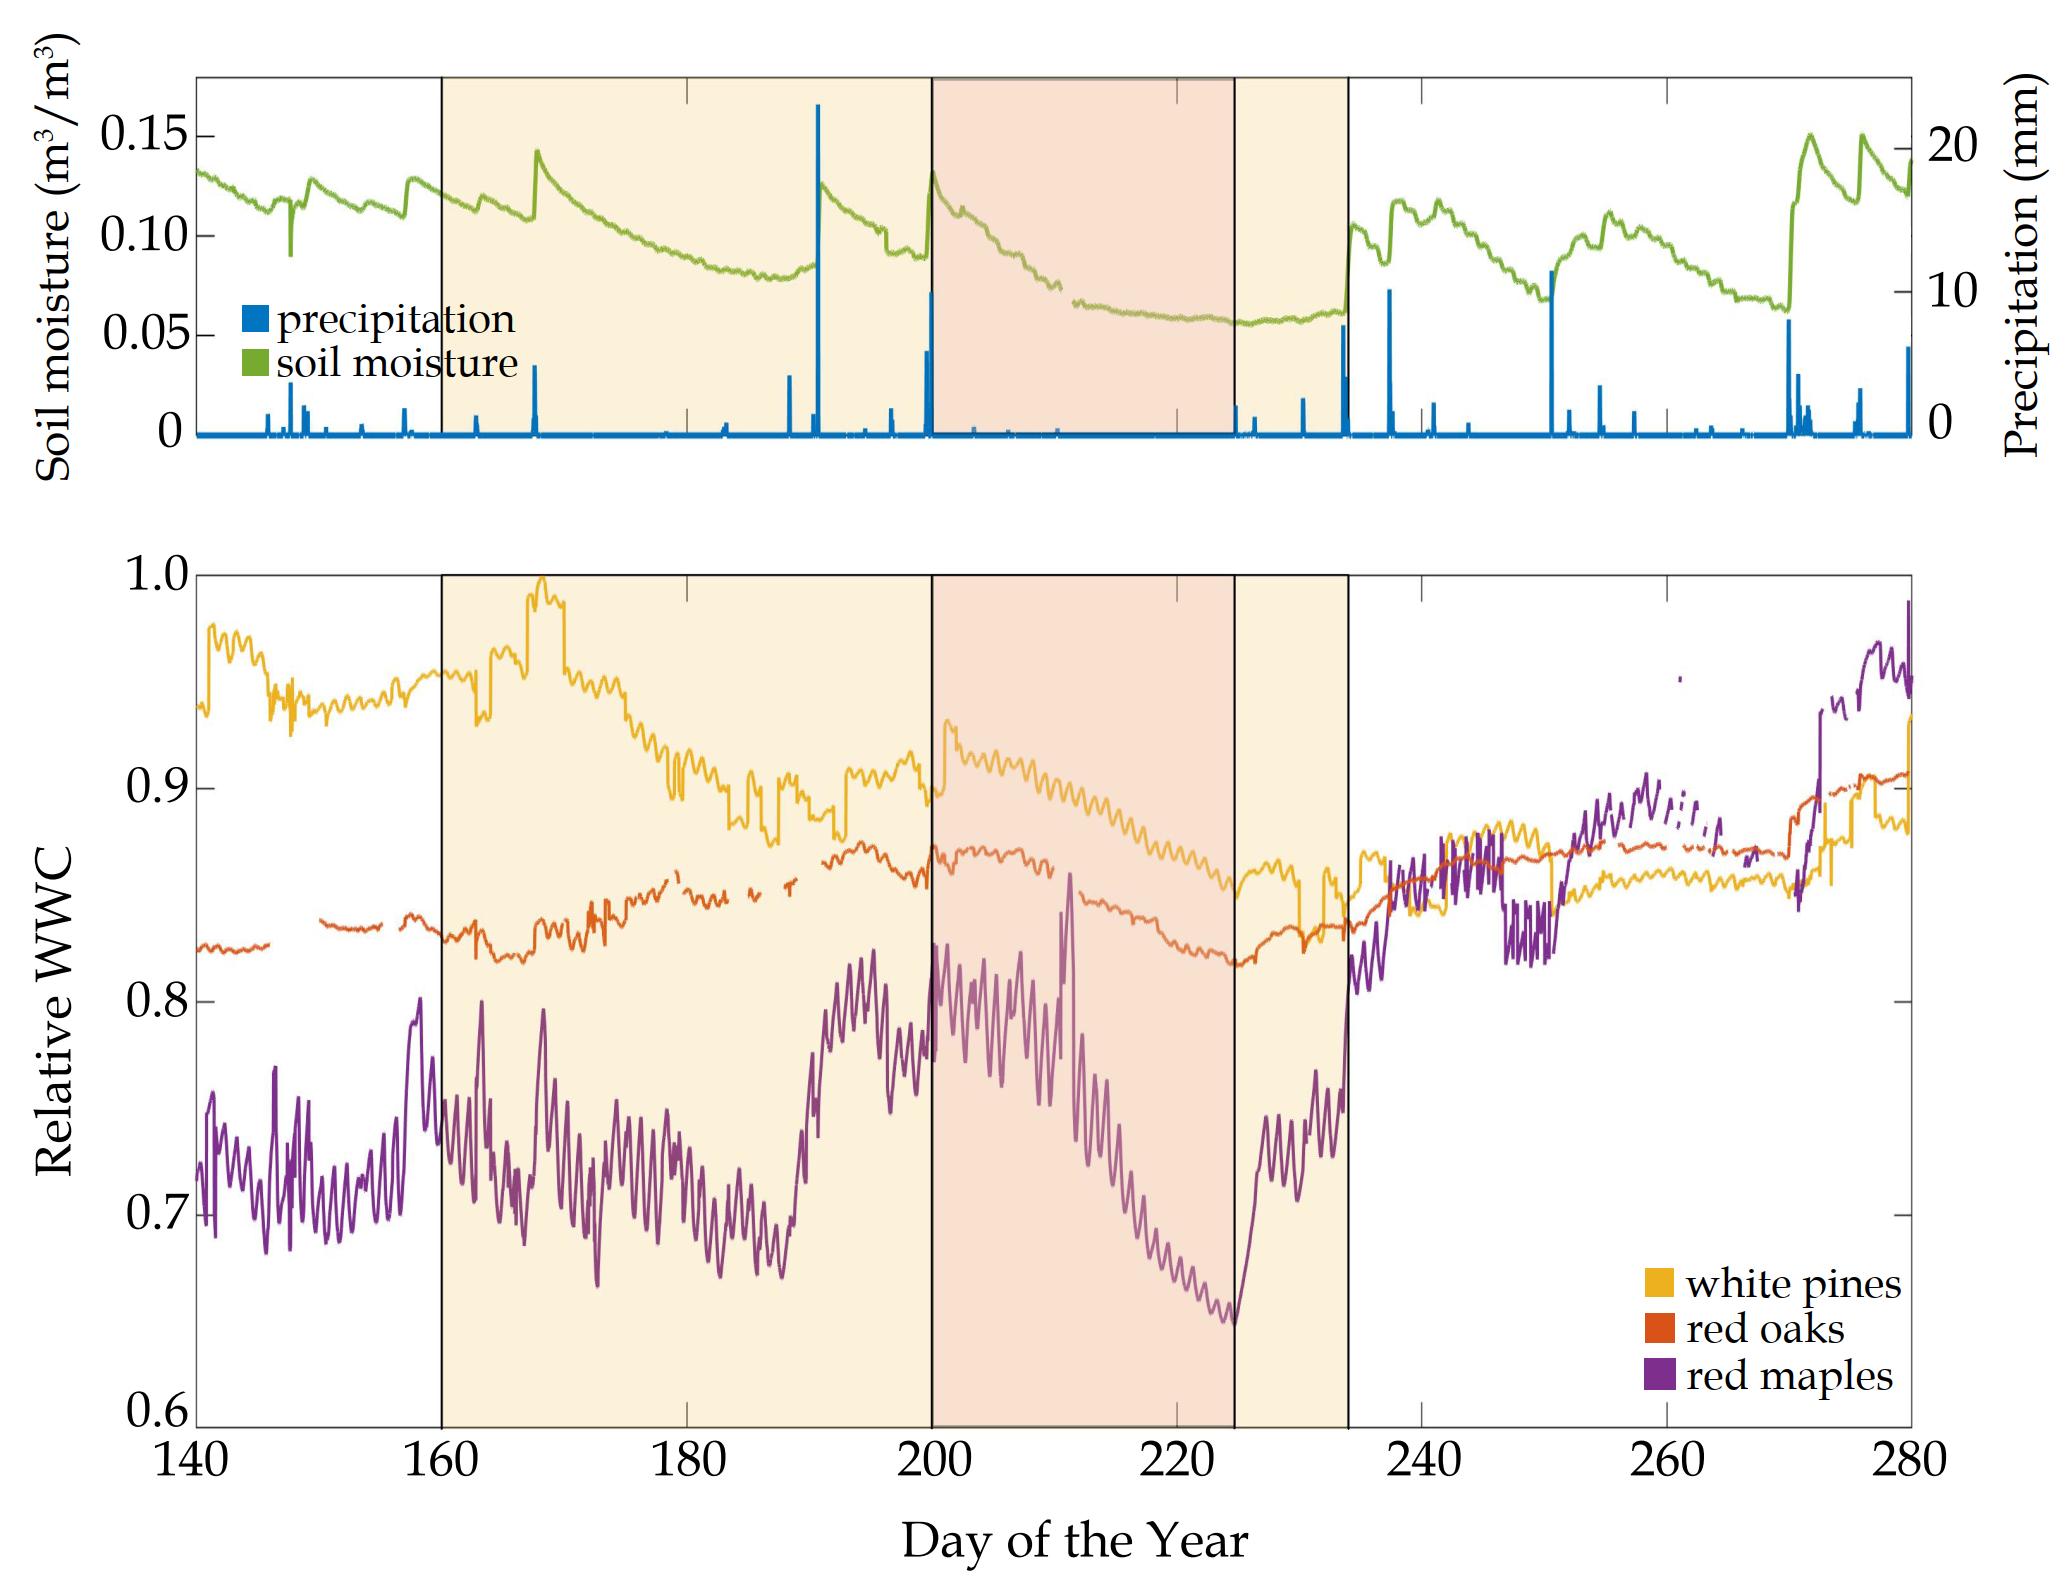 Soil moisture (m³/m³)
0.15
0.10
0.05
0
precipitation
soil moisture
20
10
0
Precipitation (mm)
Relative WWC
1.0
0.9
0.8
0.7
0.6
white pines
red oaks
red maples
140 160 180 200 220 240 260 280
Day of the Year